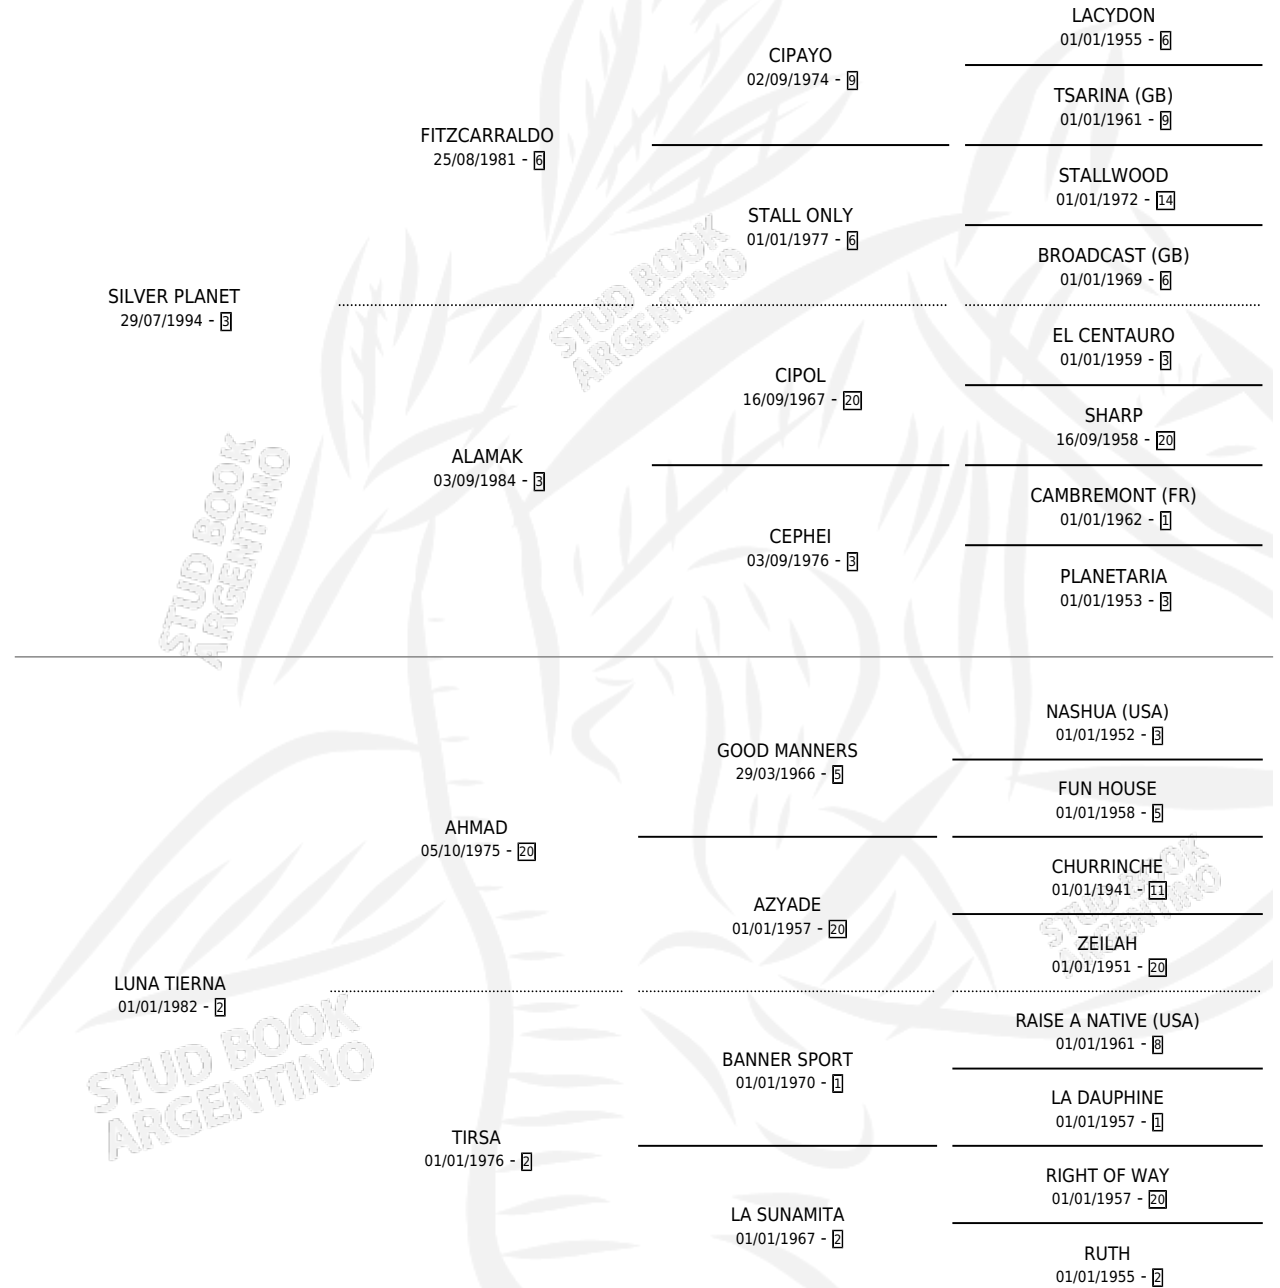 LACYDON
01/01/1955 - 6
CIPAYO
02/09/1974 - 9
TSARINA (GB)
01/01/1961 - 9
FITZCARRALDO
25/08/1981 - 6
STALLWOOD
01/01/1972 - 14
STALL ONLY
01/01/1977 - 6
BROADCAST (GB)
01/01/1969 - 6
SILVER PLANET
29/07/1994 - 3
EL CENTAURO
01/01/1959 - 3
CIPOL
16/09/1967 - 20
SHARP
16/09/1958 - 20
ALAMAK
03/09/1984 - 3
CAMBREMONT (FR)
01/01/1962 - 1
CEPHEI
03/09/1976 - 3
PLANETARIA
01/01/1953 - 3
NASHUA (USA)
01/01/1952 - 3
GOOD MANNERS
29/03/1966 - 5
FUN HOUSE
01/01/1958 - 5
AHMAD
05/10/1975 - 20
CHURRINCHE
01/01/1941 - 11
AZYADE
01/01/1957 - 20
ZEILAH
01/01/1951 - 20
LUNA TIERNA
01/01/1982 - 2
RAISE A NATIVE (USA)
01/01/1961 - 8
BANNER SPORT
01/01/1970 - 1
LA DAUPHINE
01/01/1957 - 1
TIRSA
01/01/1976 - 2
RIGHT OF WAY
01/01/1957 - 20
LA SUNAMITA
01/01/1967 - 2
RUTH
01/01/1955 - 2
STUD BOOK
ARGENTINO
STUD BOOK
ARGENTINO
STUD BOOK
ARGENTINO
STUD BOOK
ARGENTINO